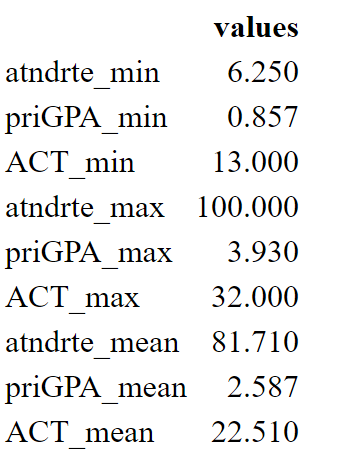 values
atndrte_min 6.250
priGPA_min 0.857
ACT_min 13.000
atndrte_max 100.000
priGPA_max 3.930
ACT_max 32.000
atndrte_mean 81.710
priGPA_mean 2.587
ACT_mean 22.510